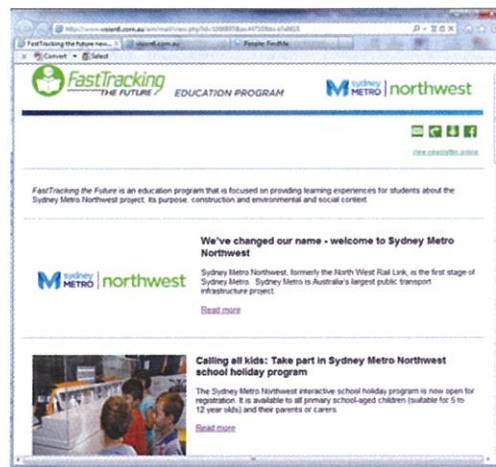 FastTracking the future new...
vision6.com.au
People: FindMe
Convert
Select
FastTracking
THE FUTURE
EDUCATION PROGRAM
sydney
METRO
northwest
View newsletter online
FastTracking the Future is an education program that is focused on providing learning experiences for students about the
Sydney Metro Northwest project, its purpose, construction and environmental and social context.
We've changed our name - welcome to Sydney Metro
Northwest
sydney
METRO
northwest
Sydney Metro Northwest, formerly the North West Rail Link, is the first stage of
Sydney Metro. Sydney Metro is Australia's largest public transport
infrastructure project.
Read more
Calling all kids: Take part in Sydney Metro Northwest
school holiday program
The Sydney Metro Northwest interactive school holiday program is now open for
registration. It is available to all primary school-aged children (suitable for 5 to
12 year olds) and their parents or carers.
Read more